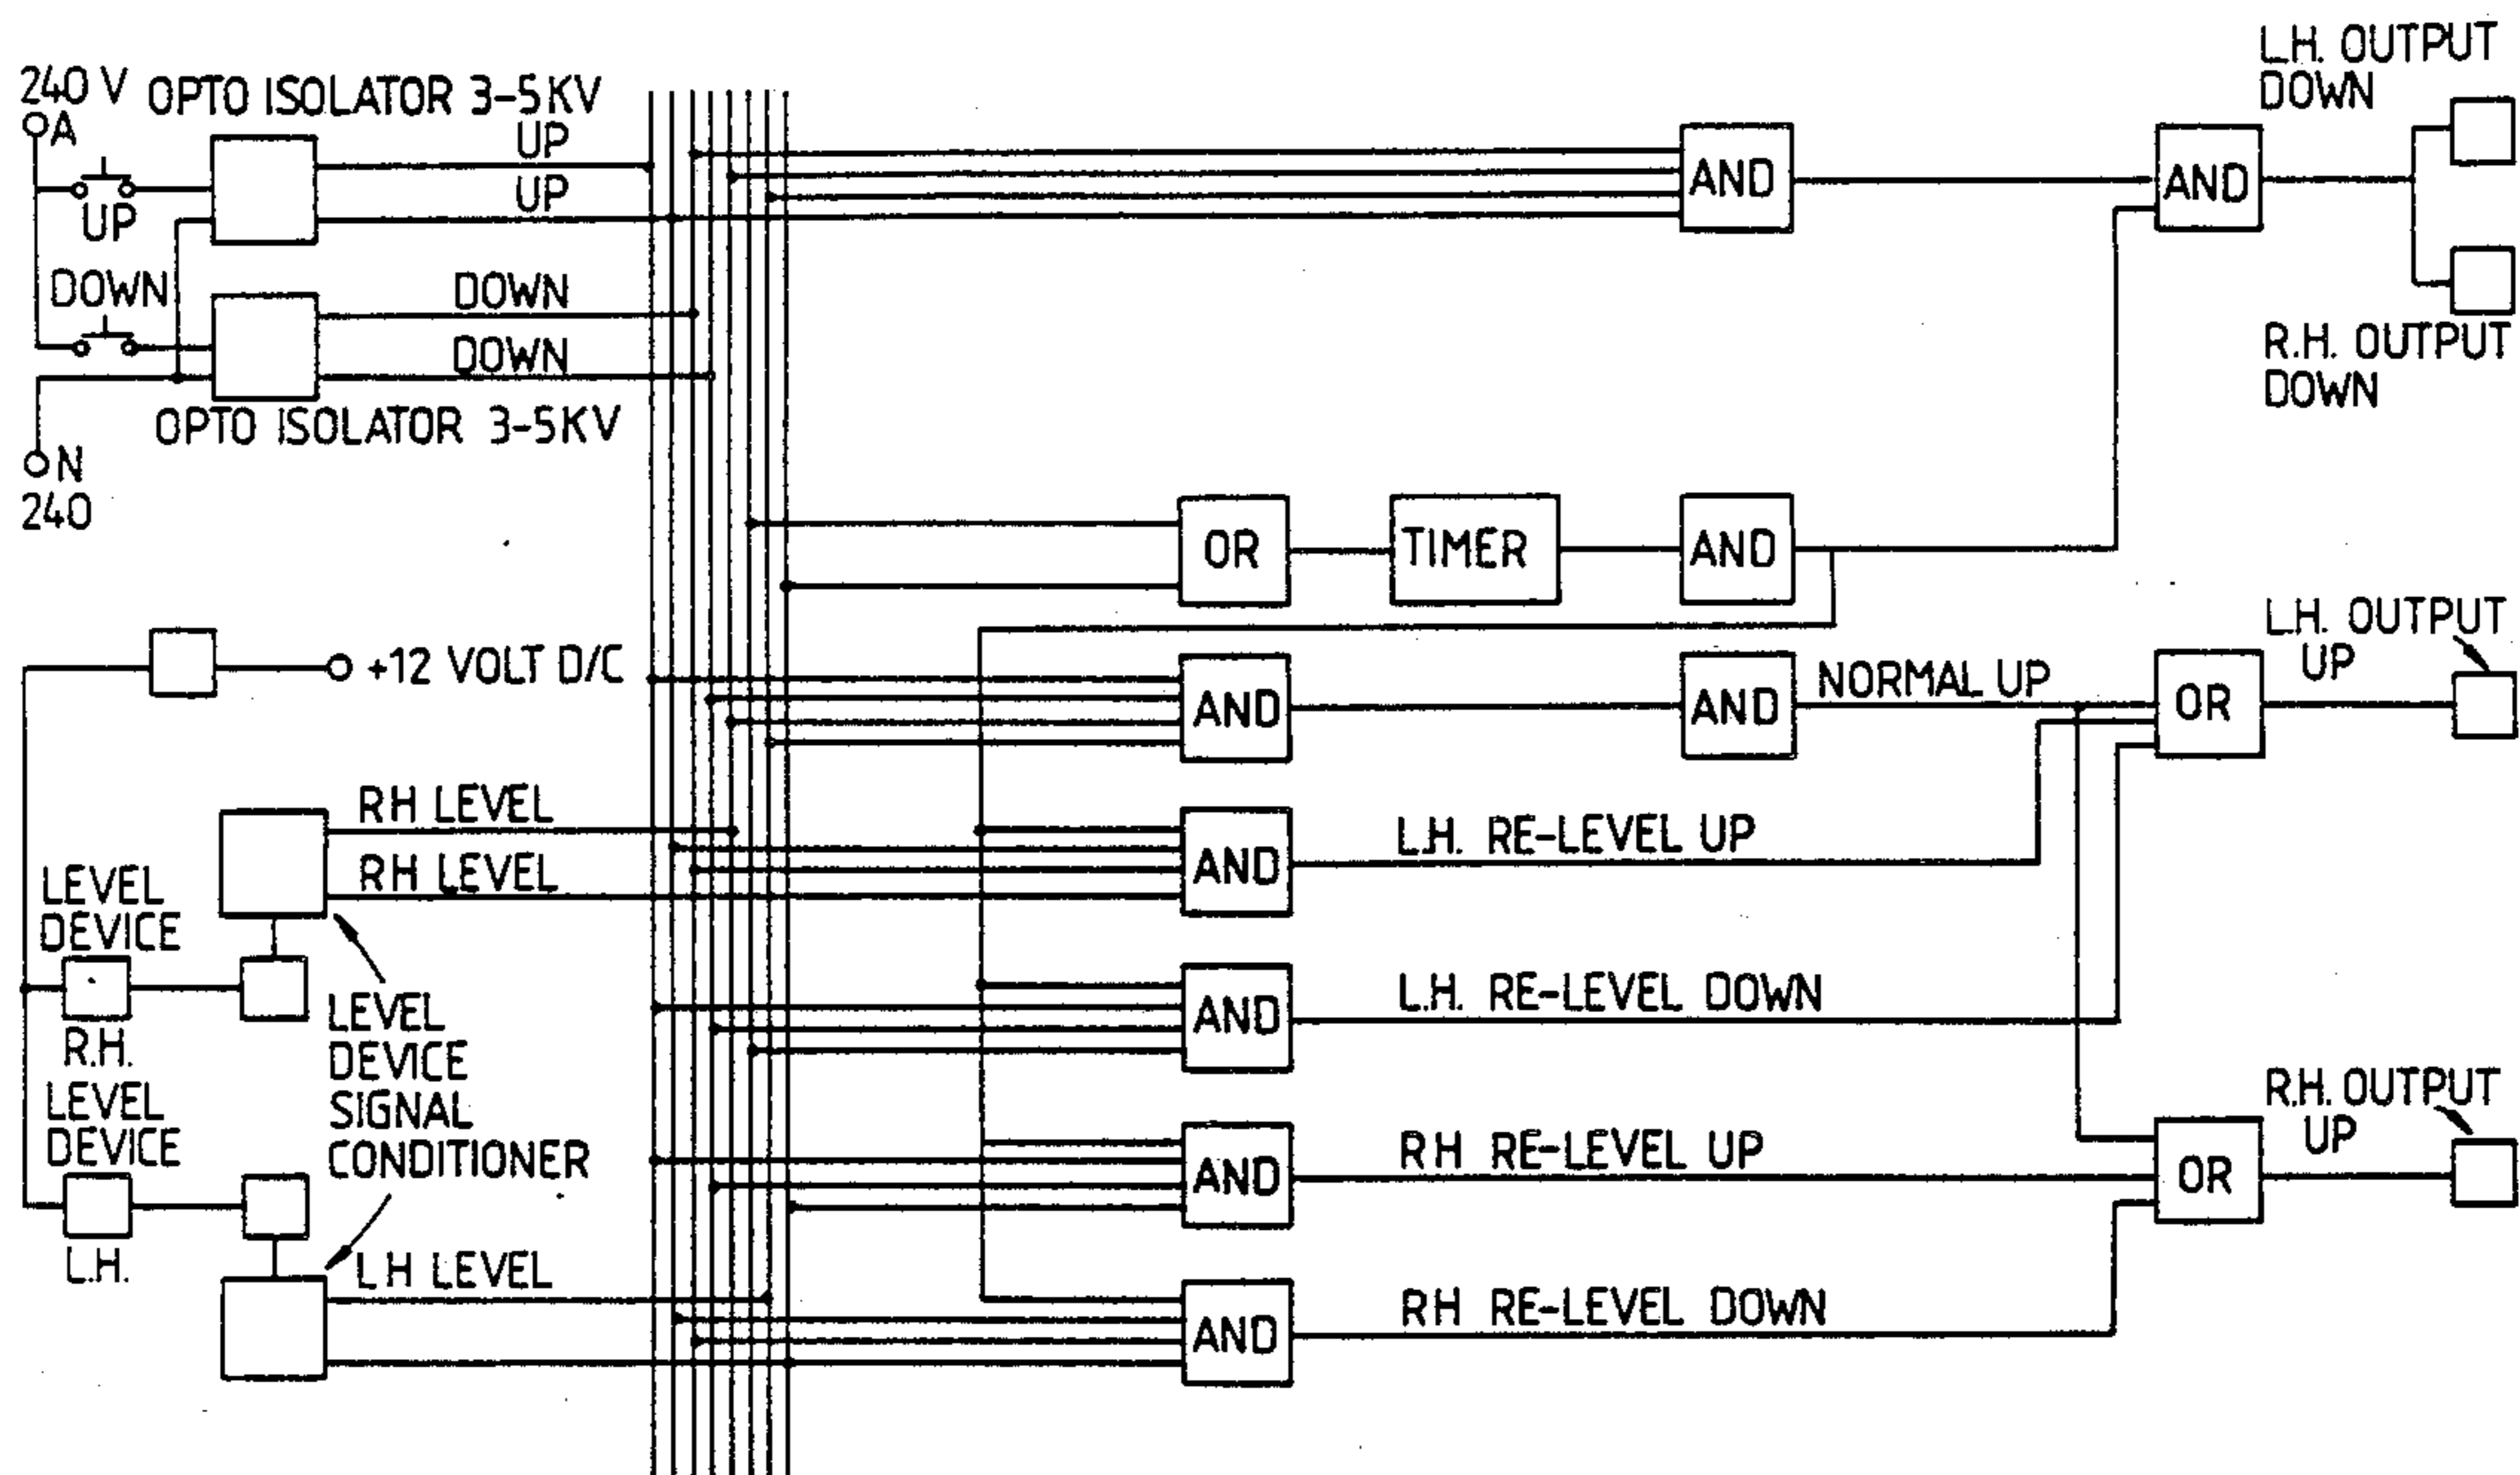 240 V
A
OPTO ISOLATOR 3-5KV
UP
UP
UP
DOWN
DOWN
DOWN
OPTO ISOLATOR 3-5KV
N
240
+12 VOLT D/C
RH LEVEL
RH LEVEL
LEVEL
DEVICE
R.H.
LEVEL
DEVICE
L.H.
LEVEL
DEVICE
SIGNAL
CONDITIONER
LH LEVEL
AND
AND
L.H. OUTPUT
DOWN
R.H. OUTPUT
DOWN
OR
TIMER
AND
AND
AND
NORMAL UP
OR
L.H. OUTPUT
UP
AND
L.H. RE-LEVEL UP
AND
L.H. RE-LEVEL DOWN
AND
RH RE-LEVEL UP
OR
R.H. OUTPUT
UP
AND
RH RE-LEVEL DOWN